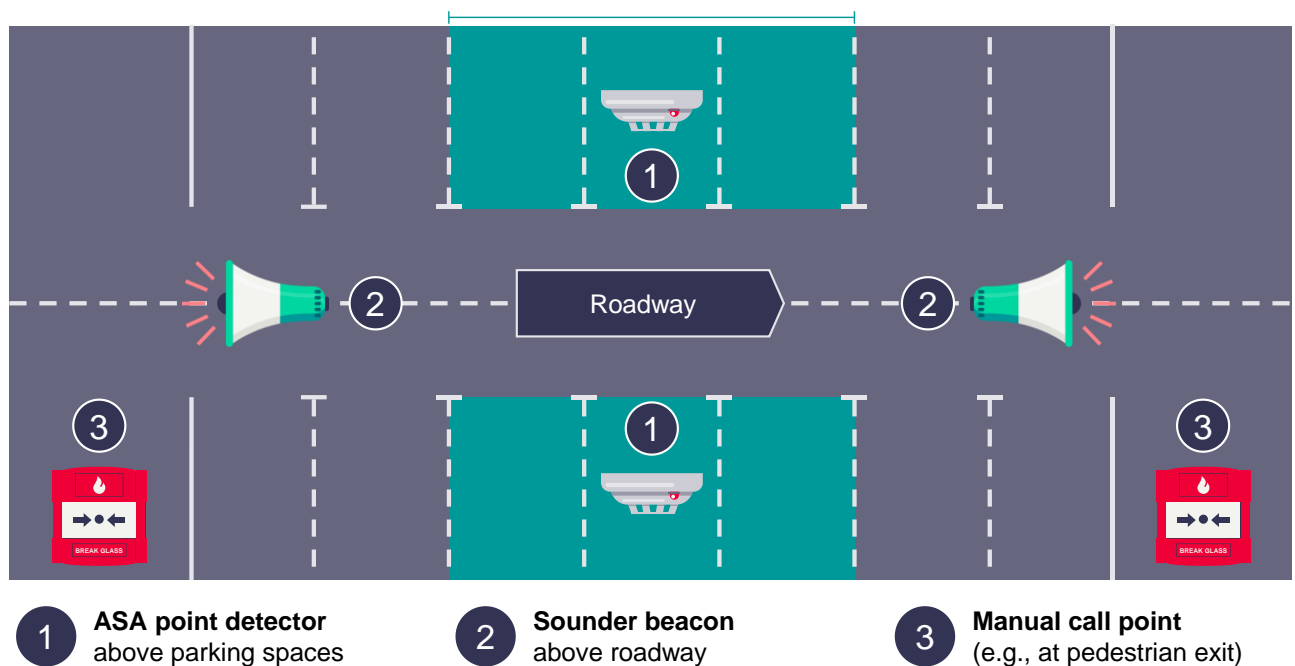 1
2
Roadway
2
3
1
3
BREAK GLASS
BREAK GLASS
1
ASA point detector
above parking spaces
2
Sounder beacon
above roadway
3
Manual call point
(e.g., at pedestrian exit)